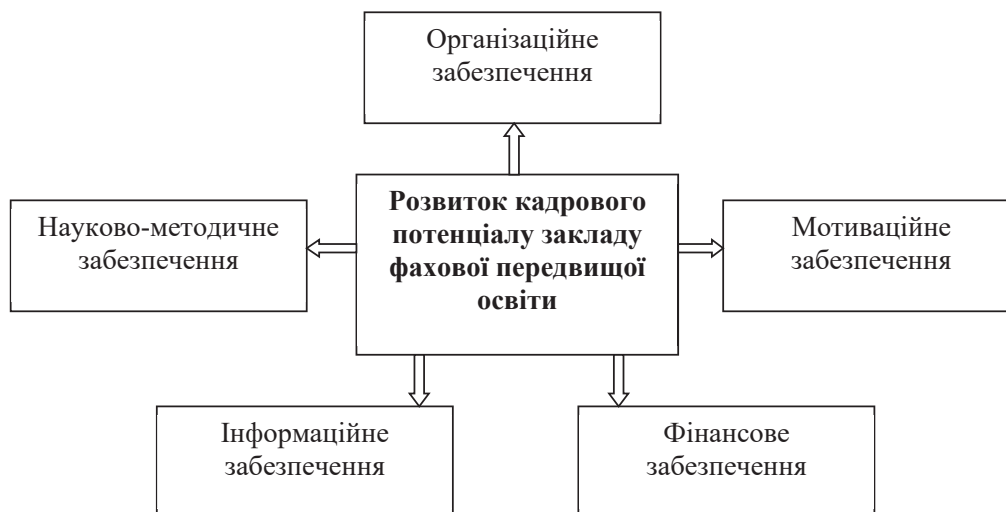 Організаційне
забезпечення
Розвиток кадрового
потенціалу закладу
фахової передвищої
освіти
Науково-методичне
забезпечення
Мотиваційне
забезпечення
Інформаційне
забезпечення
Фінансове
забезпечення